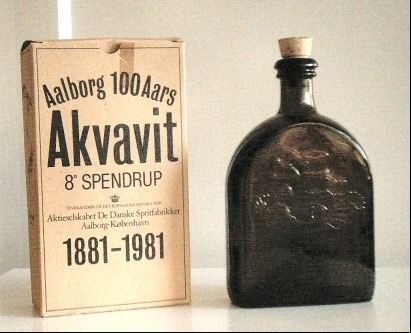 Aalborg 100 Aars
Akvavit
8° SPENDRUP
Aktieselskabet De Danske Spritfabrikker
Aalborg-København
1881-1981